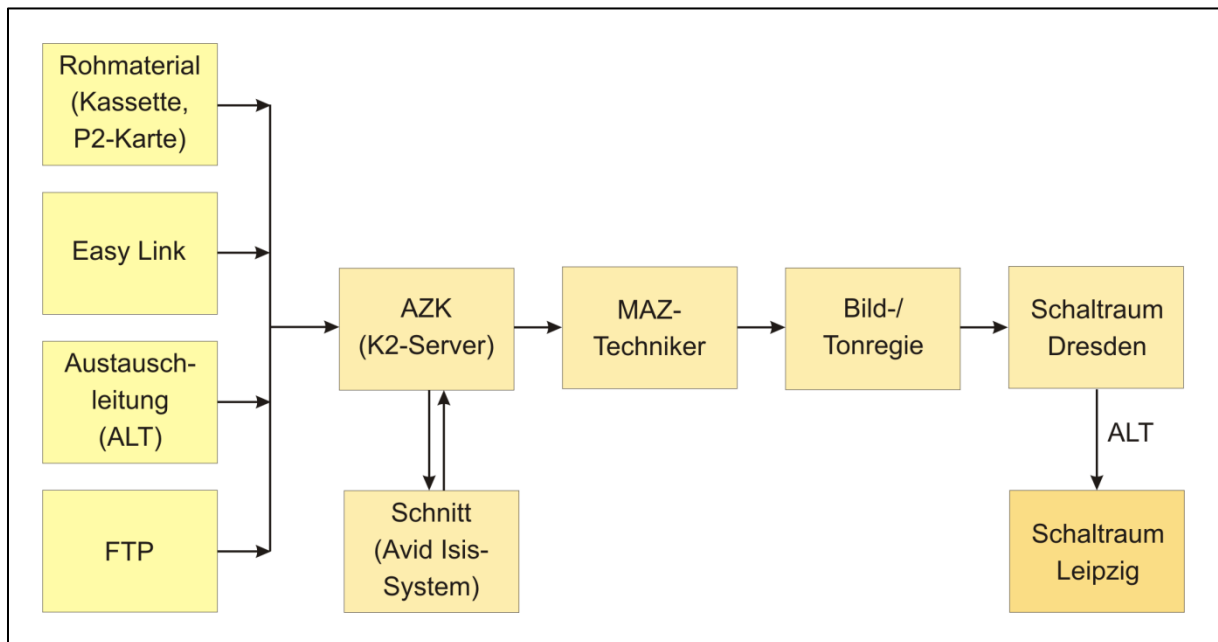 Rohmaterial
(Kassette,
P2-Karte)
Easy Link
Austausch-
leitung
(ALT)
FTP
AZK
(K2-Server)
Schnitt
(Avid Isis-
System)
MAZ-
Techniker
Bild-/
Tonregie
Schaltraum
Dresden
ALT
Schaltraum
Leipzig